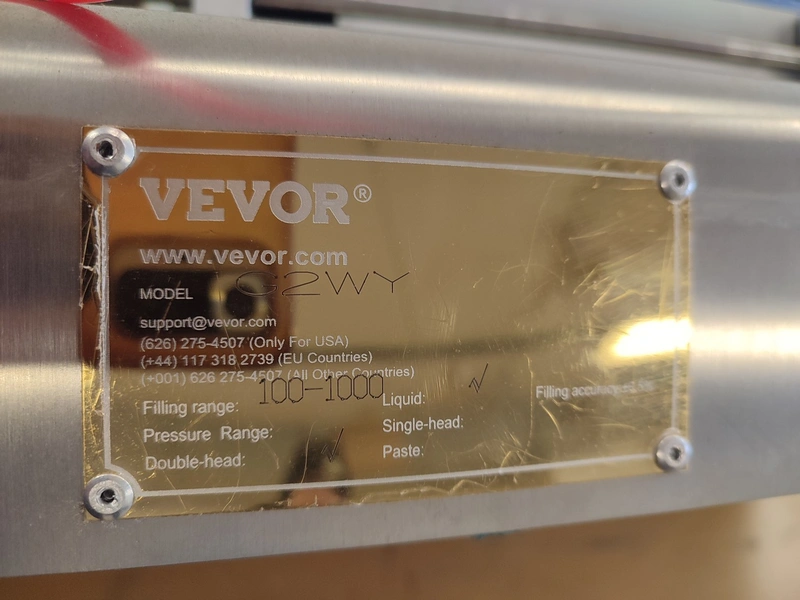 VEVOR®
www.vevor.com
MODEL G2WY
support@vevor.com
(626) 275-4507 (Only For USA)
(+44) 117 318 2739 (EU Countries)
(+001) 626 275-4507 (All Other Countries)
Filling range: 100-1000 Liquid: √ Filling accuracy:
Pressure Range: Single-head:
Double-head: √ Paste: